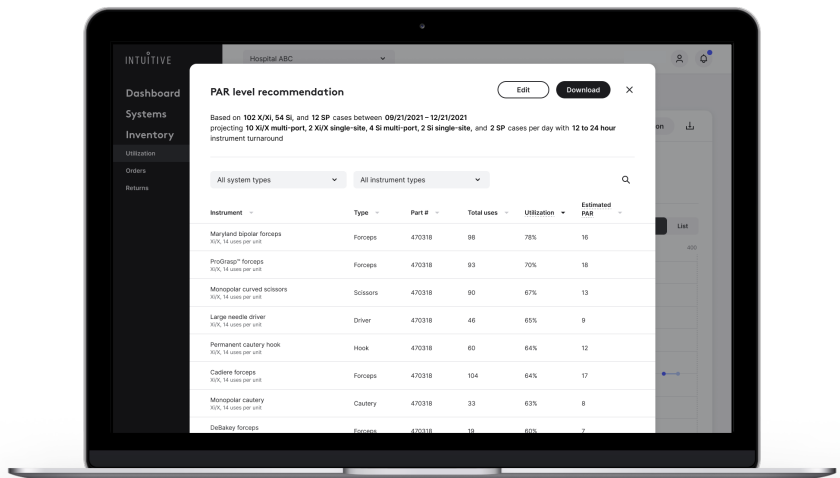 INTUITIVE
Hospital ABC
Dashboard
Systems
Inventory
Utilization
Orders
Returns
PAR level recommendation
Edit
Download
Based on 102 X/Xi, 54 Si, and 12 SP cases between 09/21/2021 – 12/21/2021
projecting 10 Xi/X multi-port, 2 Xi/X single-site, 4 Si multi-port, 2 Si single-site, and 2 SP cases per day with 12 to 24 hour
instrument turnaround
All system types
All instrument types
Instrument Type Part # Total uses Utilization Estimated PAR
Maryland bipolar forceps
Xi/X, 14 uses per unit
Forceps 470318 98 78% 16
ProGrasp™ forceps
Xi/X, 14 uses per unit
Forceps 470318 93 70% 18
Monopolar curved scissors
Xi/X, 14 uses per unit
Scissors 470318 90 67% 13
Large needle driver
Xi/X, 14 uses per unit
Driver 470318 46 65% 9
Permanent cautery hook
Xi/X, 14 uses per unit
Hook 470318 60 64% 12
Cadiere forceps
Xi/X, 14 uses per unit
Forceps 470318 104 64% 17
Monopolar cautery
Xi/X, 14 uses per unit
Cautery 470318 33 63% 8
DeBakey forceps
Xi/X, 14 uses per unit
Forceps 470318 19 60% 7
on
List
400